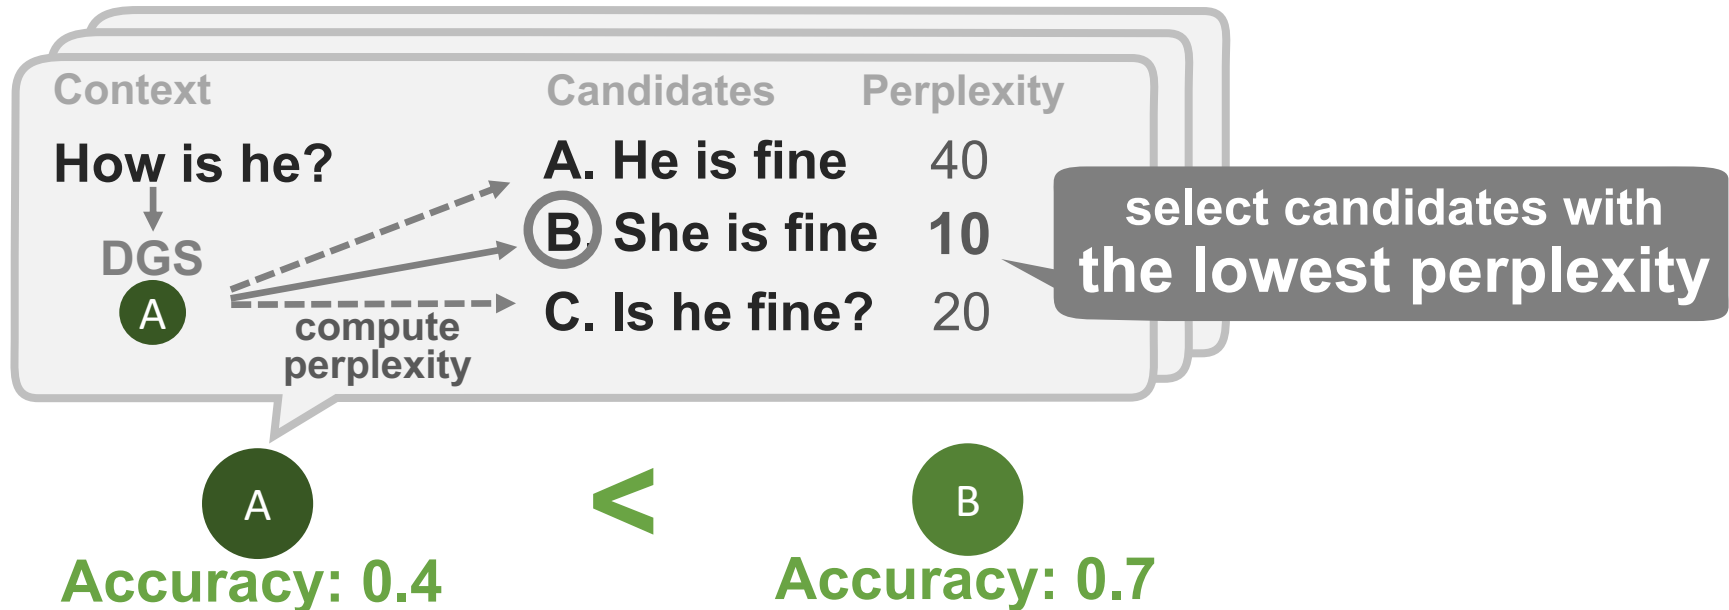 Context Candidates Perplexity
How is he?
DGS
A
compute
perplexity
A. He is fine 40
B. She is fine 10
C. Is he fine? 20
select candidates with
the lowest perplexity
A < B
Accuracy: 0.4 Accuracy: 0.7